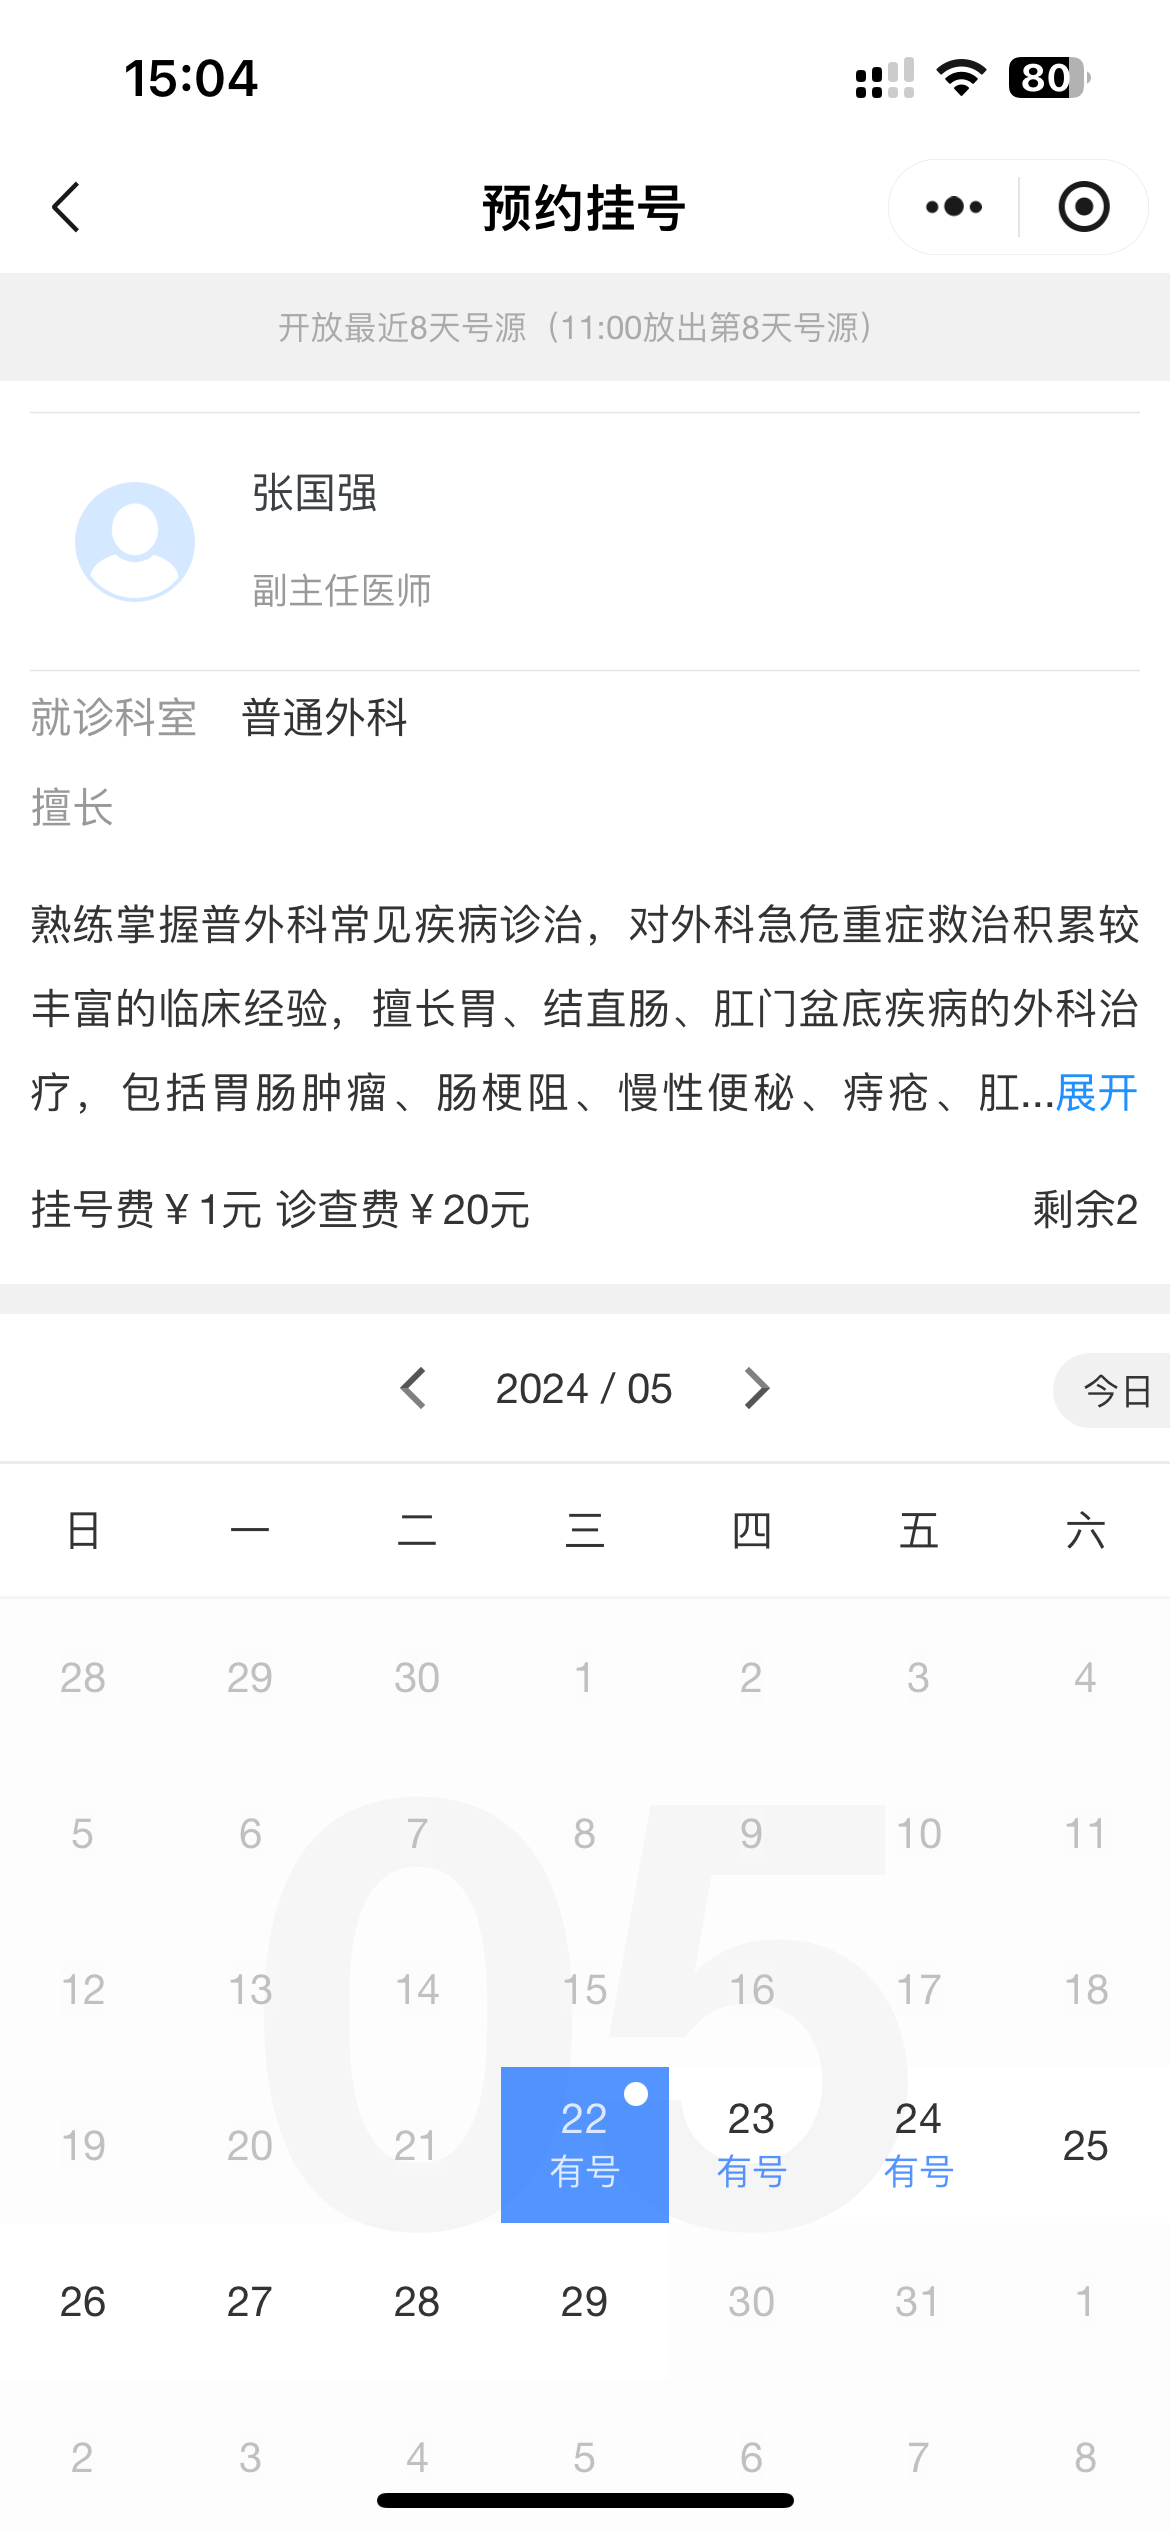 15:04
80
预约挂号
开放最近8天号源（11:00放出第8天号源）
张国强
副主任医师
就诊科室 普通外科
擅长
熟练掌握普外科常见疾病诊治，对外科急危重症救治积累较
丰富的临床经验，擅长胃、结直肠、肛门盆底疾病的外科治
疗，包括胃肠肿瘤、肠梗阻、慢性便秘、痔疮、肛...展开
挂号费￥1元 诊查费￥20元 剩余2
2024 / 05 今日
日 一 二 三 四 五 六
28 29 30 1 2 3 4
5 6 7 8 9 10 11
12 13 14 15 16 17 18
19 20 21 22 23 24 25
有号 有号 有号
26 27 28 29 30 31 1
2 3 4 5 6 7 8
05